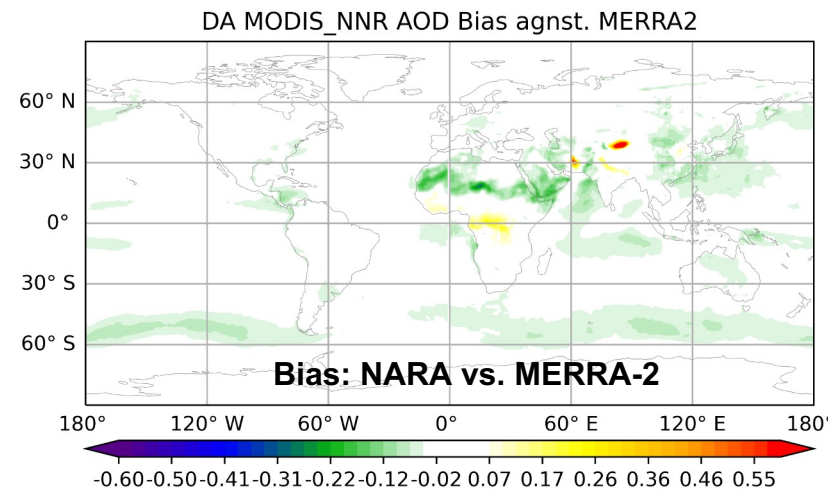 DA MODIS_NNR AOD Bias agnst. MERRA2
60° N
30° N
0°
30° S
60° S
Bias: NARA vs. MERRA-2
180° 120° W 60° W 0° 60° E 120° E 180°
-0.60 -0.50 -0.41 -0.31 -0.22 -0.12 -0.02 0.07 0.17 0.26 0.36 0.46 0.55